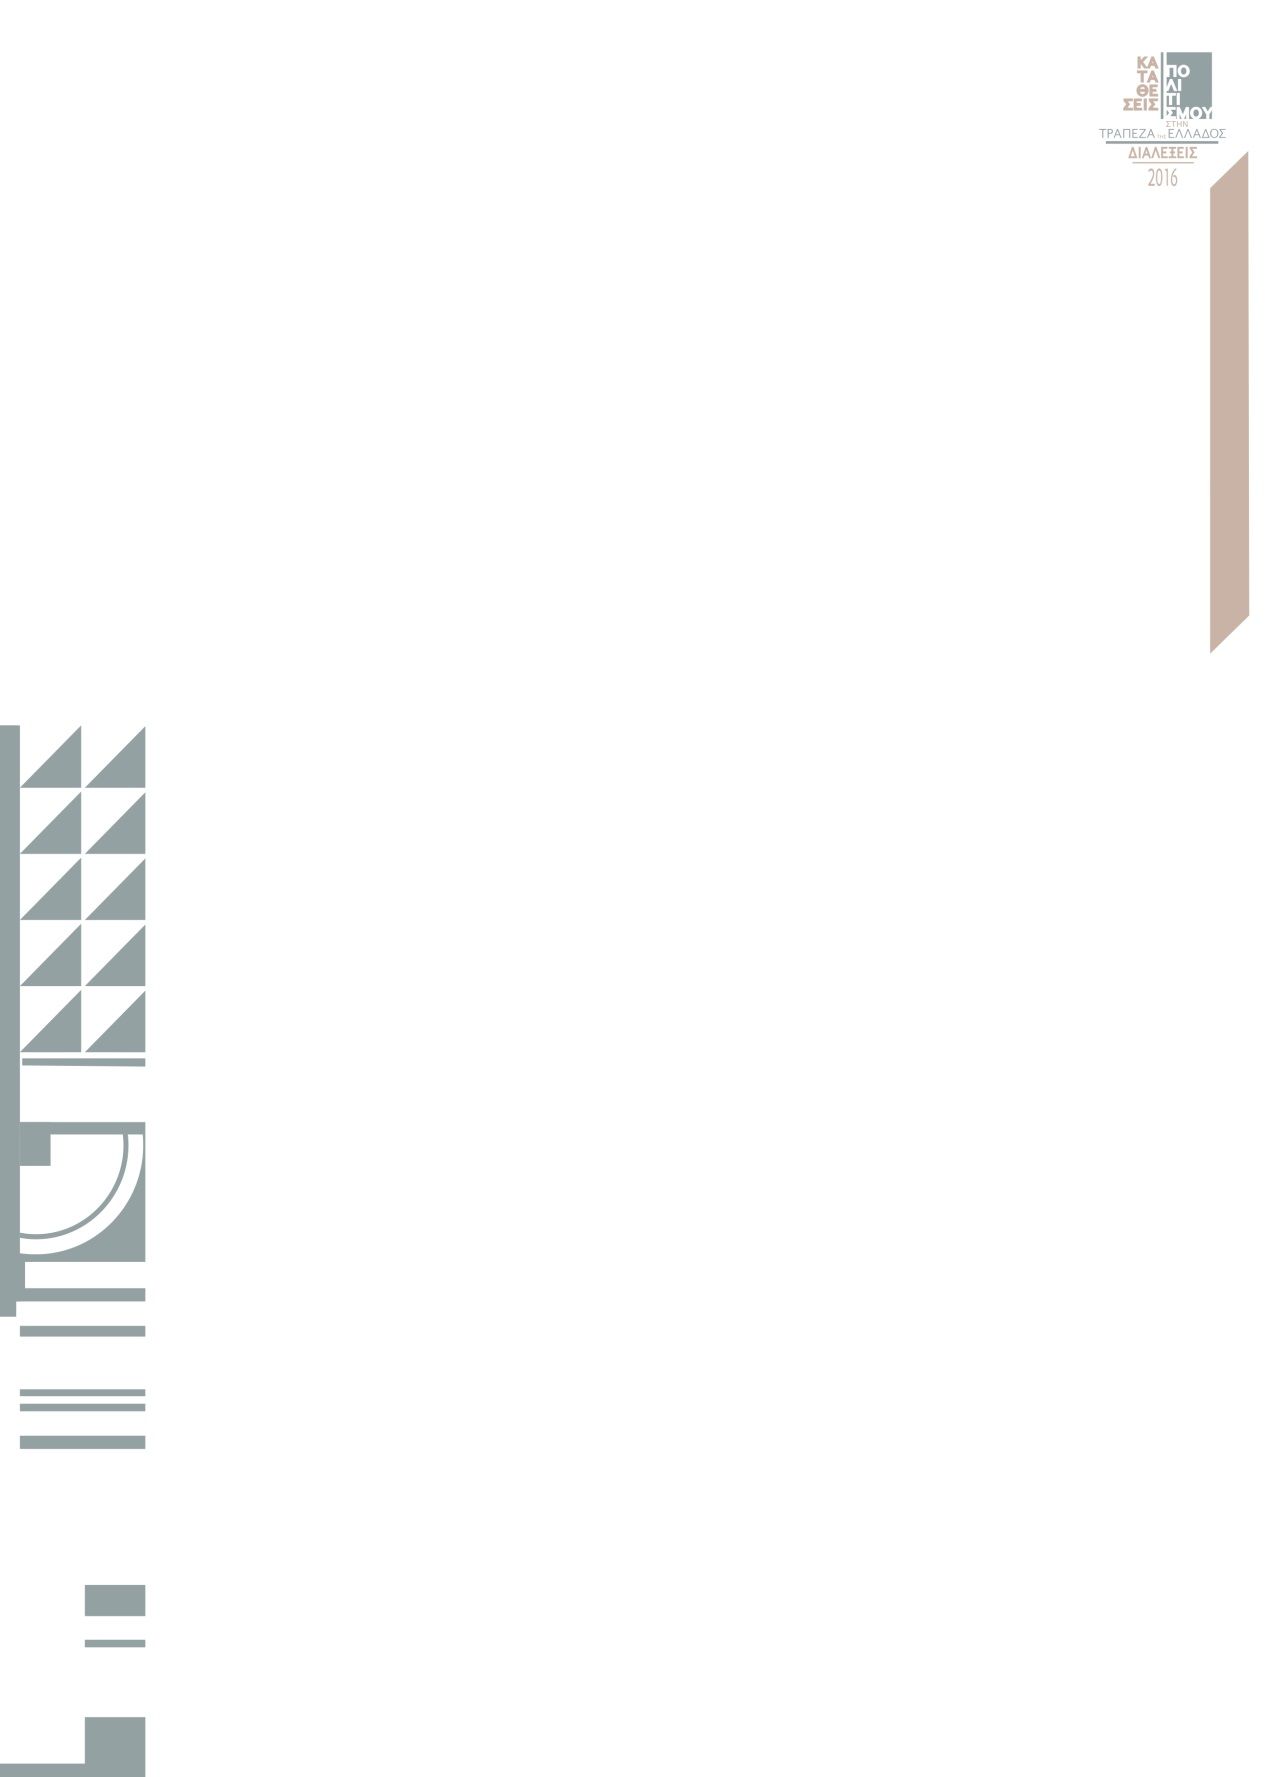 ΚΑ
ΤΑ
ΘΕ
ΣΕΙΣ
ΠΟ
ΛΙ
ΤΙ
ΣΜΟΥ
ΣΤΗΝ
ΤΡΑΠΕΖΑ ΤΗΣ ΕΛΛΑΔΟΣ
ΔΙΑΛΕΞΕΙΣ
2016